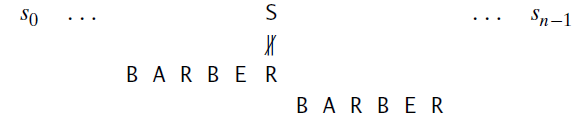 s₀ ... S ... sₙ₋₁
∦
B A R B E R
B A R B E R